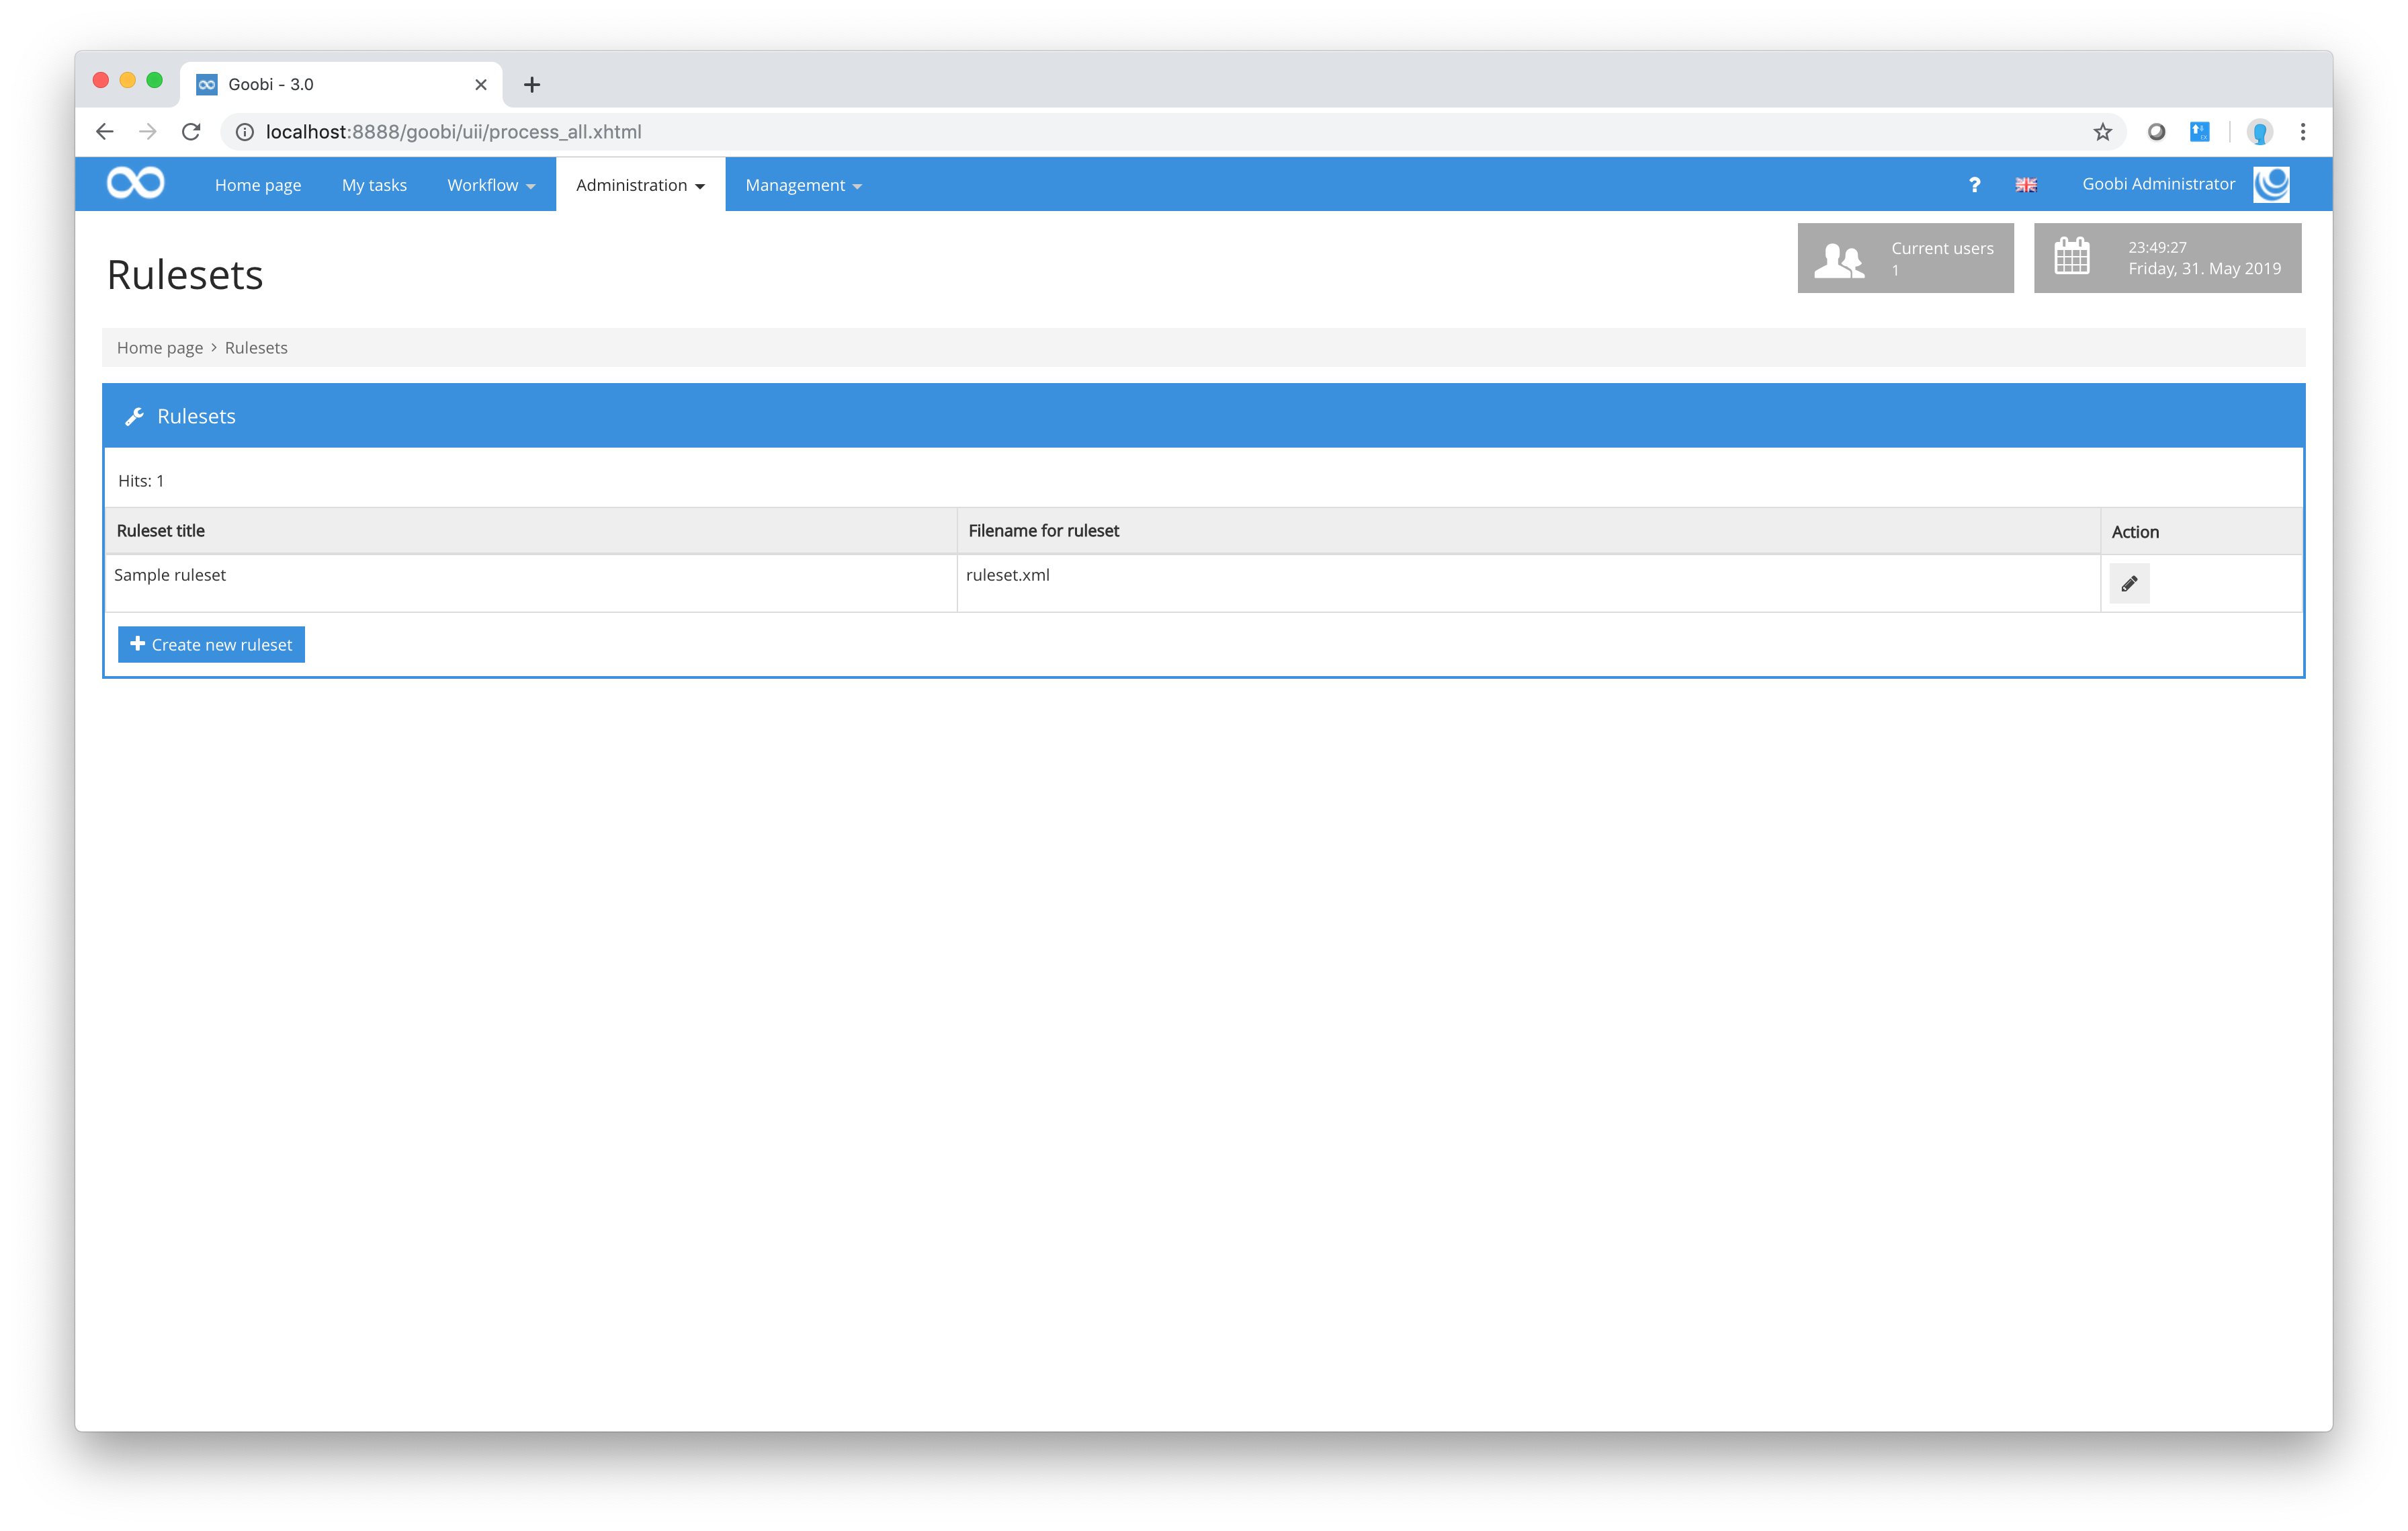 Goobi - 3.0
localhost:8888/goobi/uii/process_all.xhtml
Home page My tasks Workflow Administration Management ? Goobi Administrator
Current users
1
23:49:27
Friday, 31. May 2019
Rulesets
Home page > Rulesets
Rulesets
Hits: 1
Ruleset title Filename for ruleset Action
Sample ruleset ruleset.xml
Create new ruleset